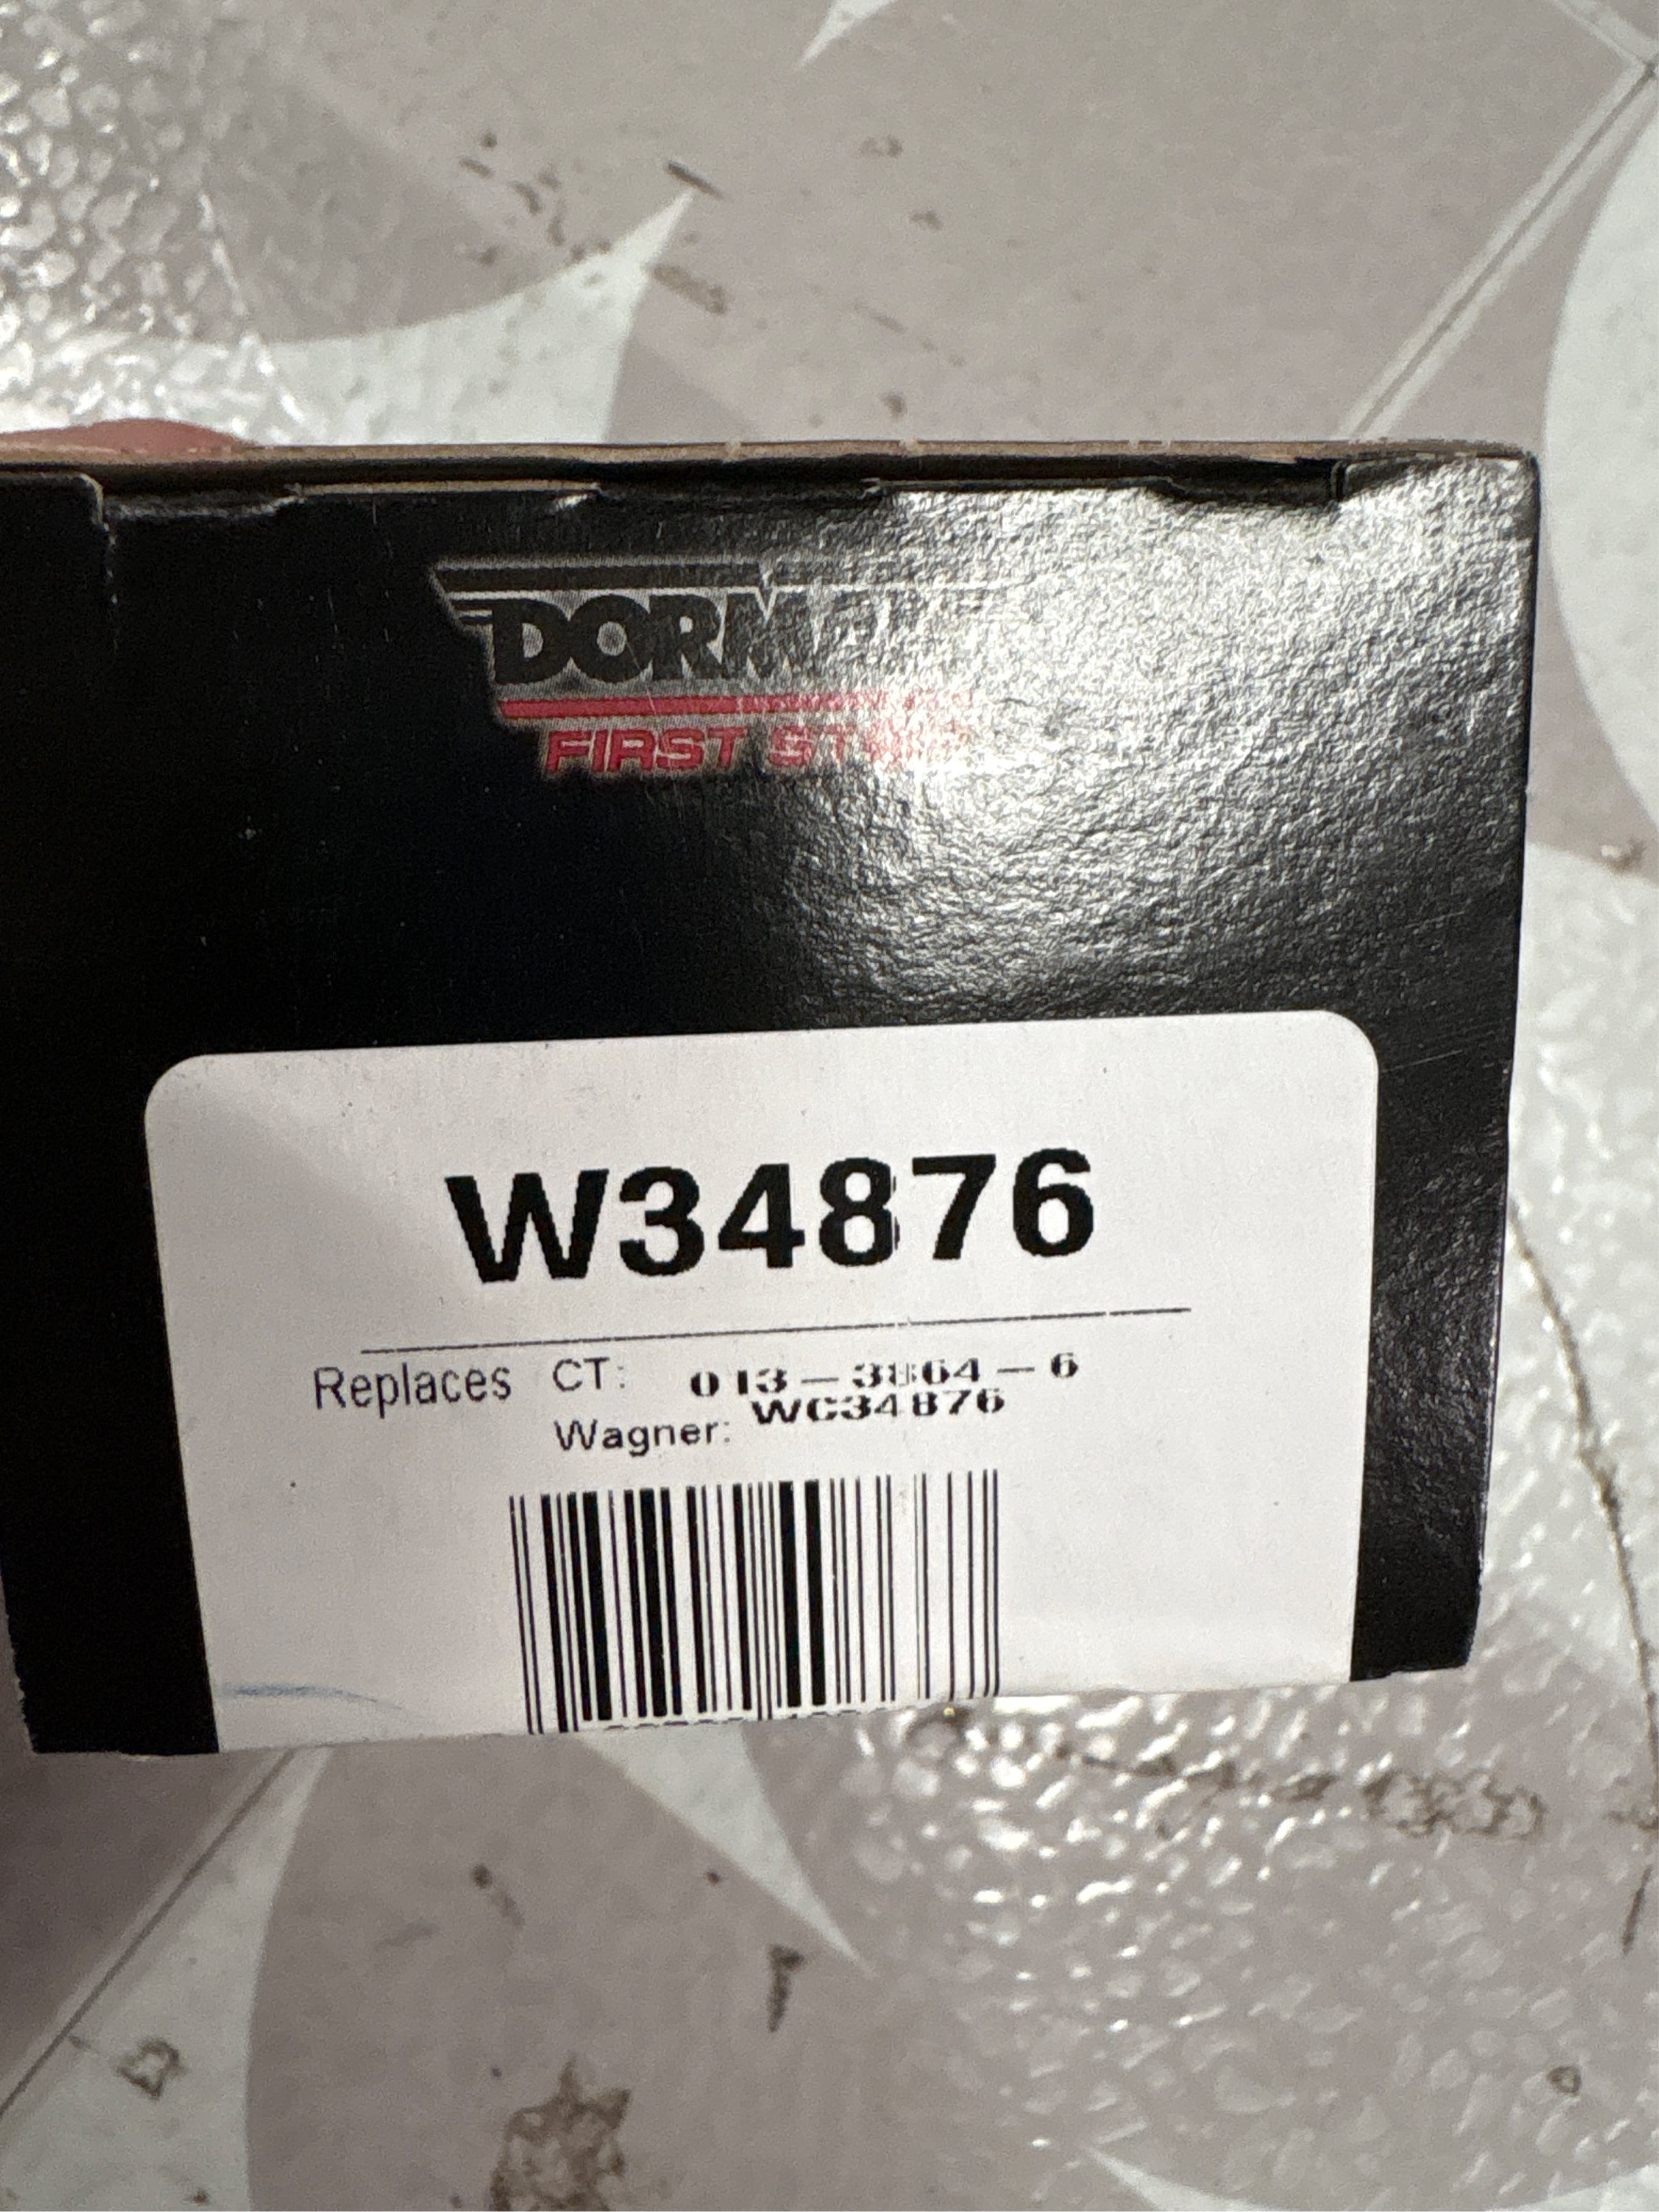 DORMAN
FIRST STOP
W34876
Replaces CT: 013-3864-6
Wagner: WC34876